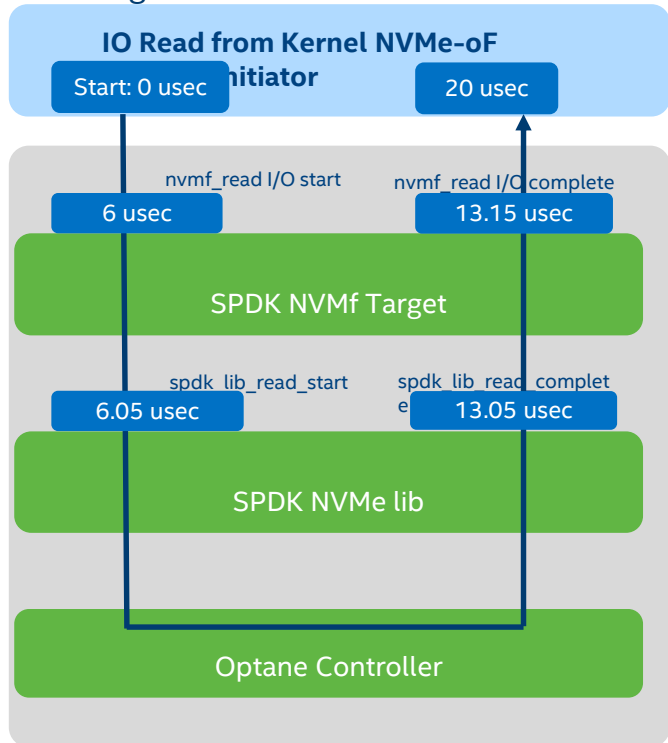 IO Read from Kernel NVMe-oF
nitiator
Start: 0 usec
20 usec
nvmf_read I/O start
nvmf_read I/O complete
6 usec
13.15 usec
SPDK NVMf Target
spdk_lib_read_start
spdk_lib_read_complet
e
6.05 usec
13.05 usec
SPDK NVMe lib
Optane Controller